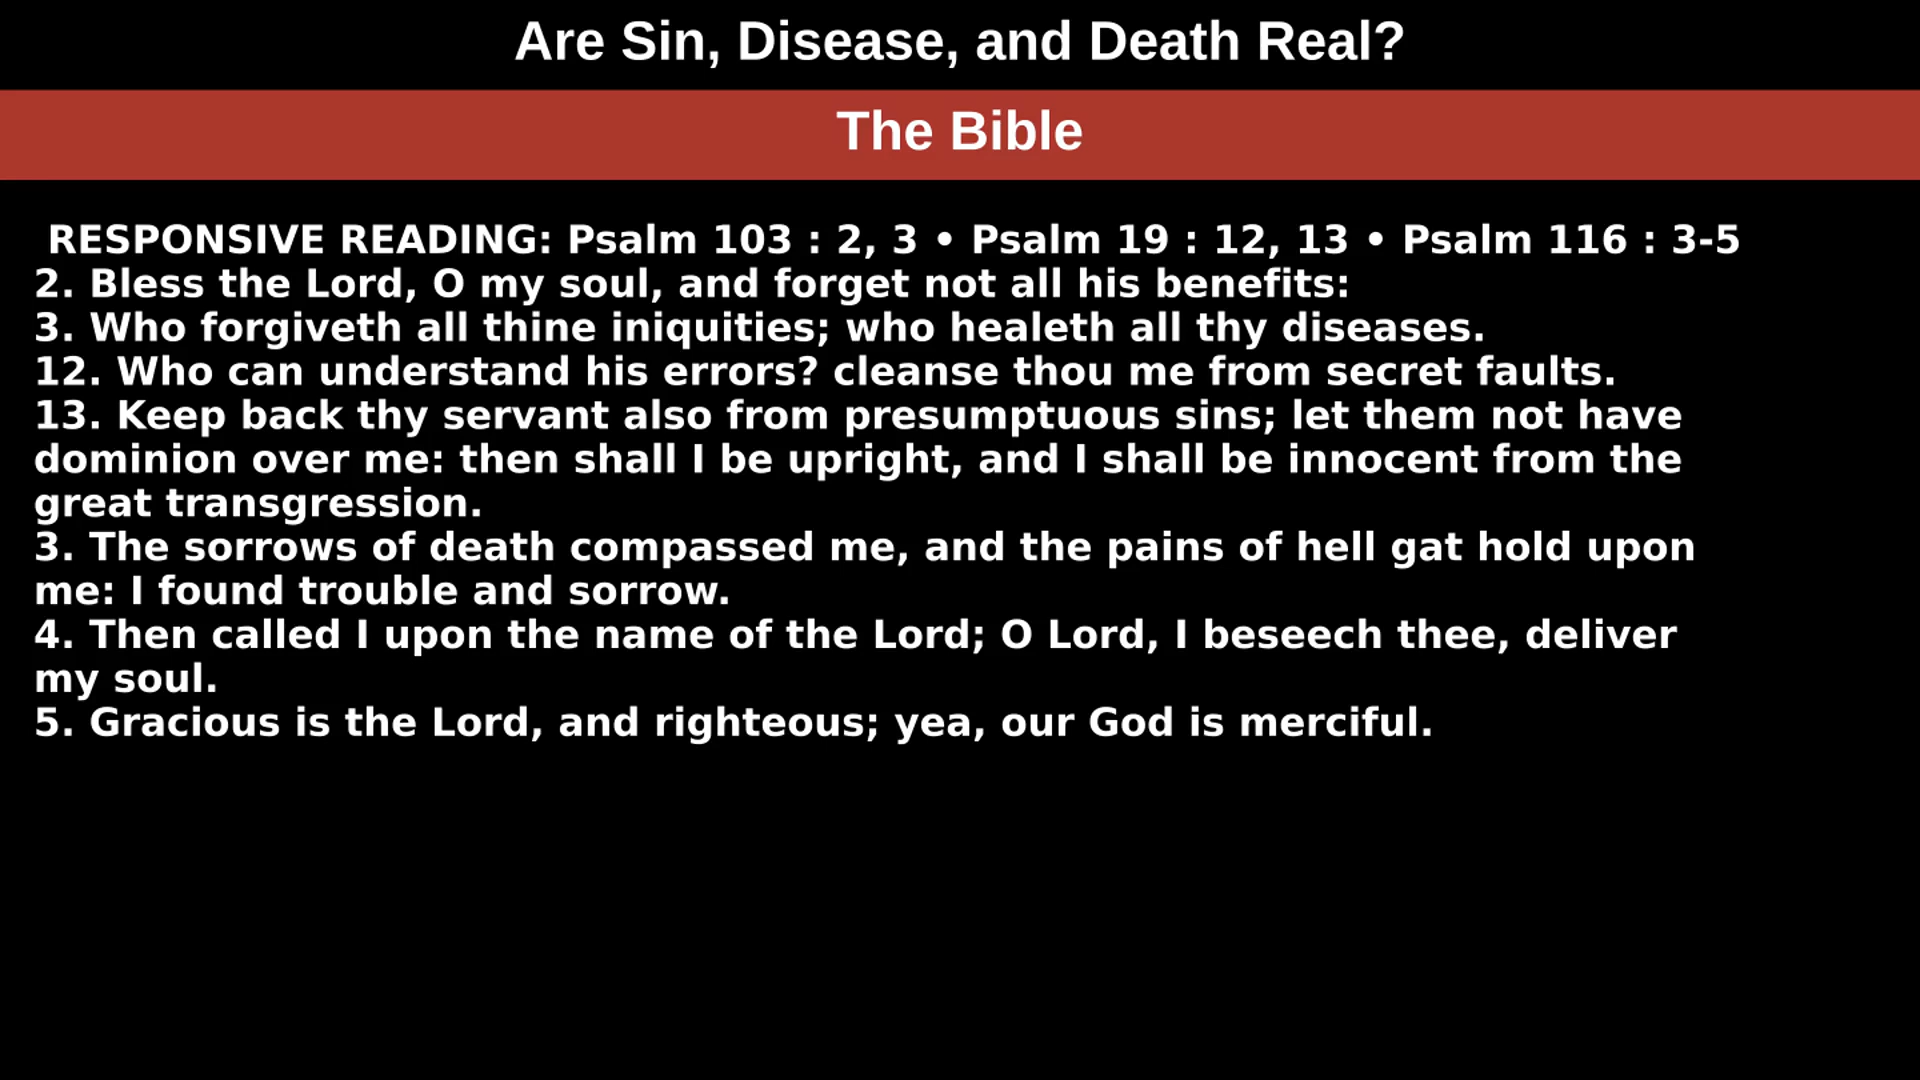 Are Sin, Disease, and Death Real?
The Bible
RESPONSIVE READING: Psalm 103 : 2, 3 • Psalm 19 : 12, 13 • Psalm 116 : 3-5
2. Bless the Lord, O my soul, and forget not all his benefits:
3. Who forgiveth all thine iniquities; who healeth all thy diseases.
12. Who can understand his errors? cleanse thou me from secret faults.
13. Keep back thy servant also from presumptuous sins; let them not have
dominion over me: then shall I be upright, and I shall be innocent from the
great transgression.
3. The sorrows of death compassed me, and the pains of hell gat hold upon
me: I found trouble and sorrow.
4. Then called I upon the name of the Lord; O Lord, I beseech thee, deliver
my soul.
5. Gracious is the Lord, and righteous; yea, our God is merciful.